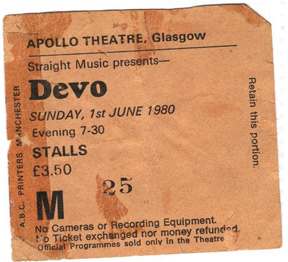 APOLLO THEATRE, Glasgow
Straight Music presents—
Devo
SUNDAY, 1st JUNE 1980
Evening 7-30
STALLS
£3.50
M 25
No Cameras or Recording Equipment.
No Ticket exchanged nor money refunded.
Official Programmes sold only in the Theatre
Retain this portion.
A.B.C. PRINTERS MANCHESTER